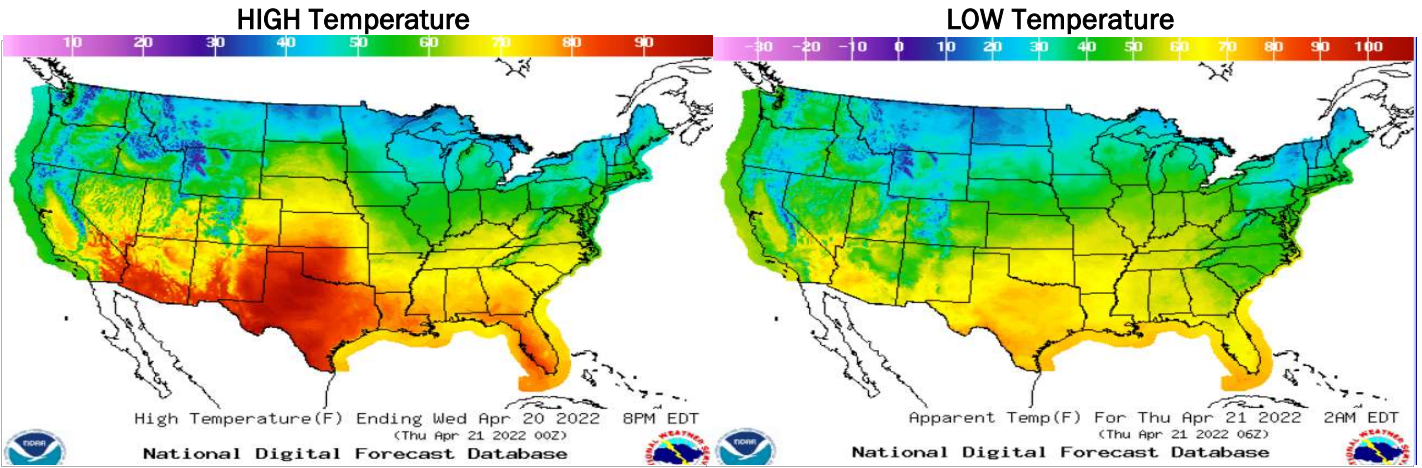 HIGH Temperature
LOW Temperature
10 20 30 40 50 60 70 80 90
-30 -20 -10 0 10 20 30 40 50 60 70 80 90 100
High Temperature(F) Ending Wed Apr 20 2022 8PM EDT
(Thu Apr 21 2022 00Z)
National Digital Forecast Database
NOAA
Apparent Temp(F) For Thu Apr 21 2022 2AM EDT
(Thu Apr 21 2022 06Z)
National Digital Forecast Database
NOAA